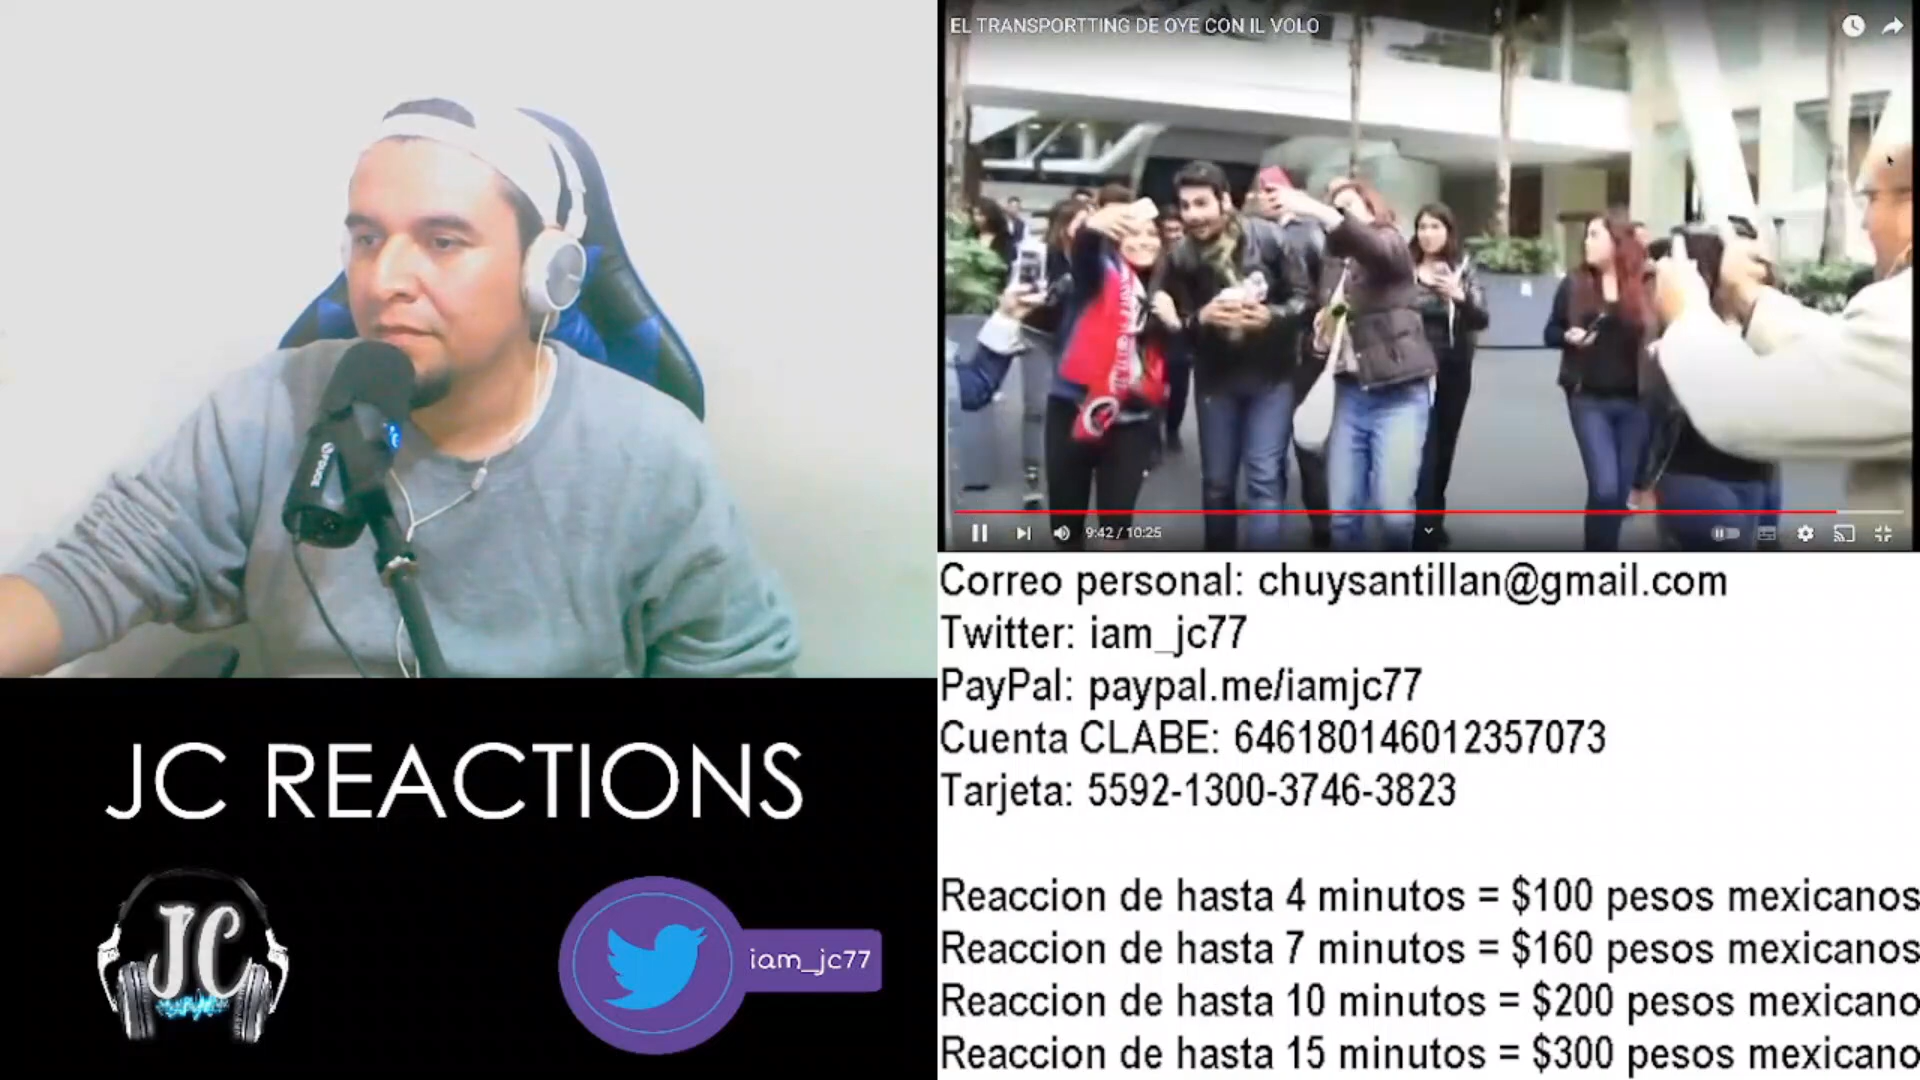 EL TRANSPORTTING DE OYE CON IL VOLO
9:42 / 10:25
Correo personal: chuysantillan@gmail.com
Twitter: iam_jc77
PayPal: paypal.me/iamjc77
Cuenta CLABE: 646180146012357073
Tarjeta: 5592-1300-3746-3823
Reaccion de hasta 4 minutos = $100 pesos mexicanos
Reaccion de hasta 7 minutos = $160 pesos mexicanos
Reaccion de hasta 10 minutos = $200 pesos mexicano
Reaccion de hasta 15 minutos = $300 pesos mexicano
JC REACTIONS
JC
iam_jc77